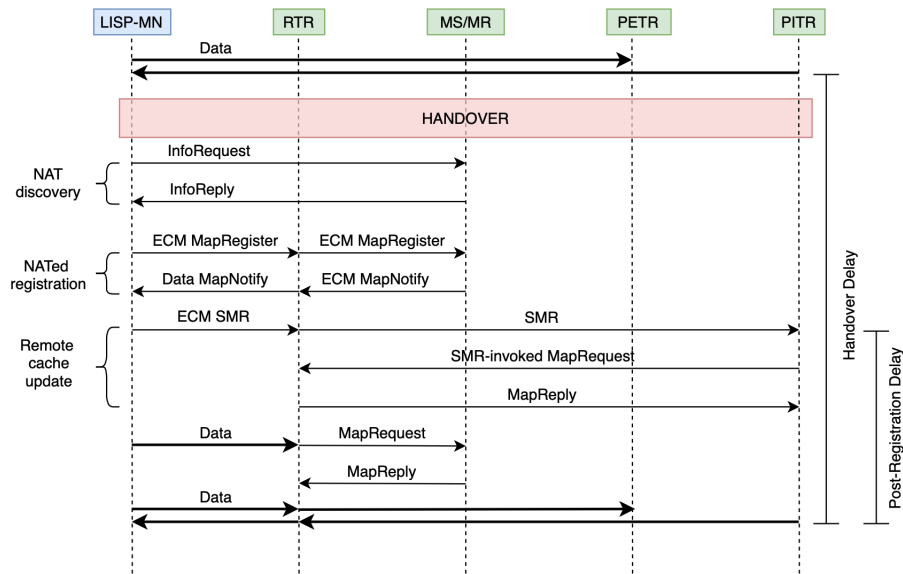 LISP-MN RTR MS/MR PETR PITR
Data
HANDOVER
InfoRequest
NAT
discovery
InfoReply
ECM MapRegister ECM MapRegister
NATed
registration
Data MapNotify ECM MapNotify
ECM SMR SMR
Remote
cache
update
SMR-invoked MapRequest
MapReply
Data MapRequest
MapReply
Data
Handover Delay
Post-Registration Delay